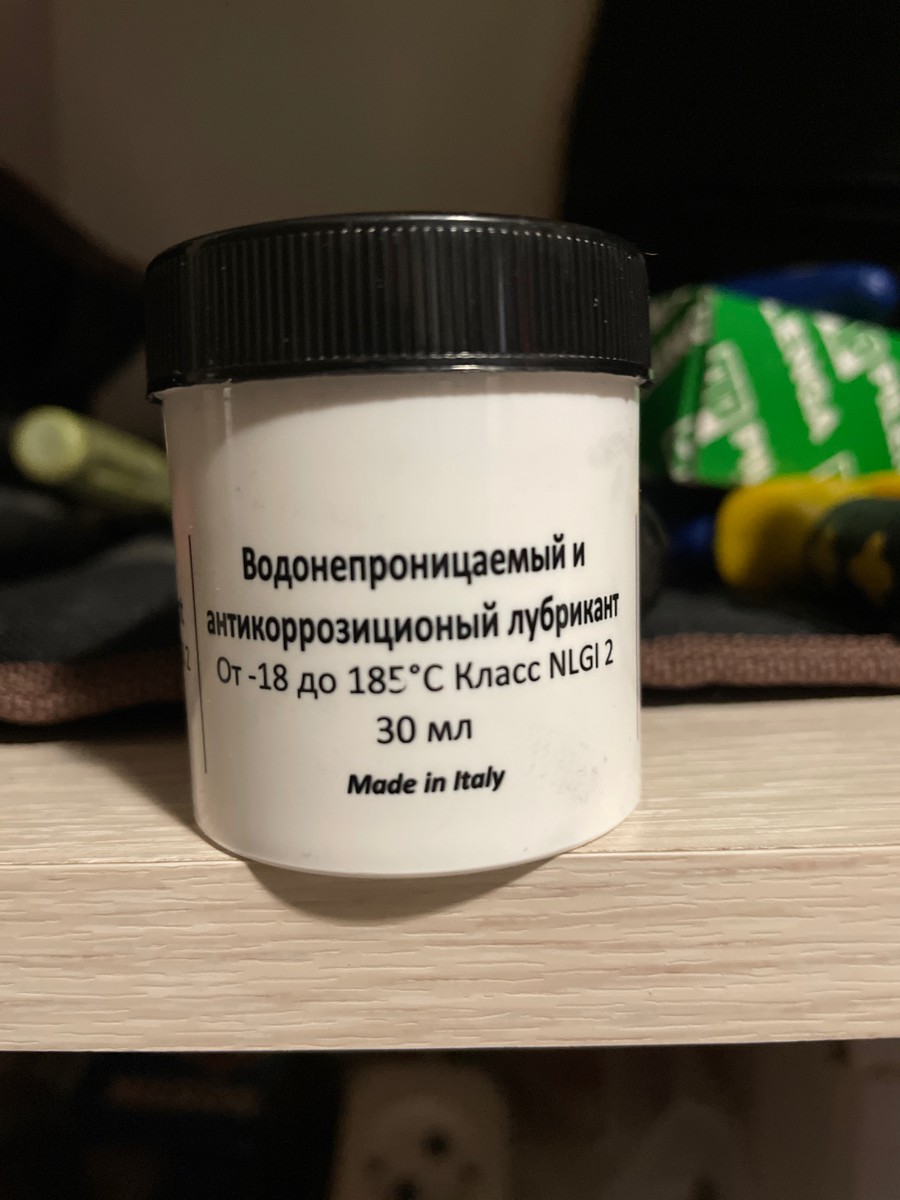 Водонепроницаемый и
антикоррозиционый лубрикант
От -18 до 185°C Класс NLGI 2
30 мл
Made in Italy